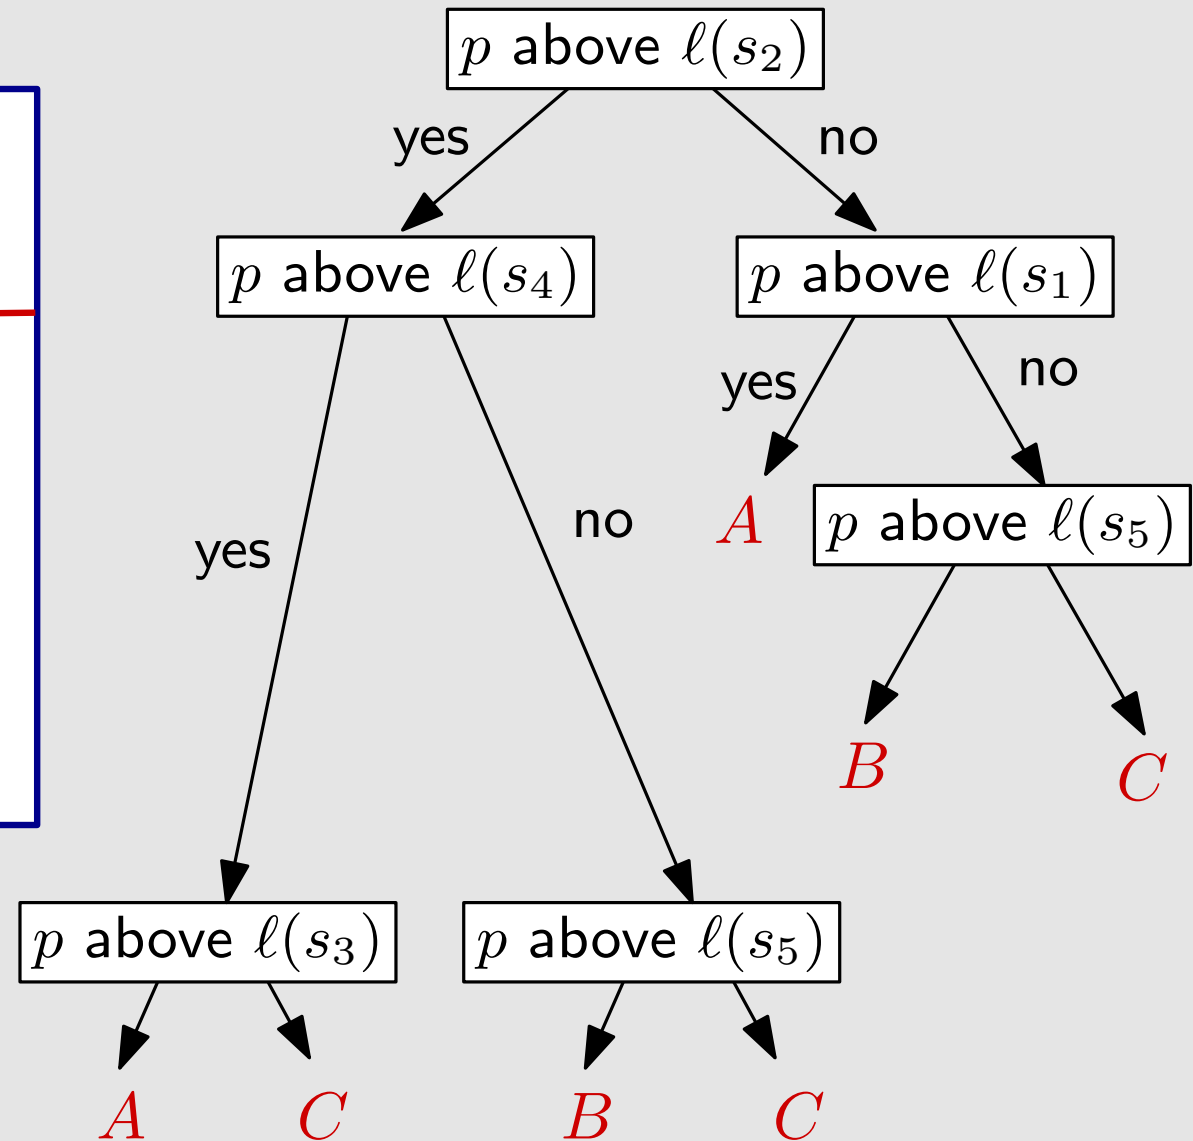 p above ℓ(s₂)
yes no
p above ℓ(s₄) p above ℓ(s₁)
yes no
A p above ℓ(s₅)
yes no
B C
p above ℓ(s₃) p above ℓ(s₅)
A C B C